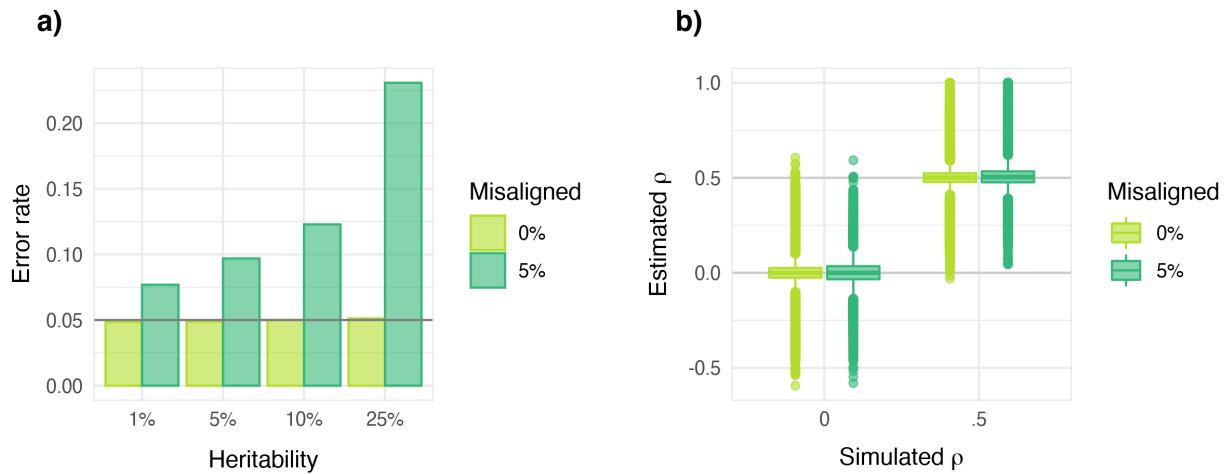 a)
Error rate
0.20
0.15
0.10
0.05
0.00
1%
5%
10%
25%
Heritability
Misaligned
0%
5%
b)
Estimated ρ
1.0
0.5
0.0
-0.5
0
.5
Simulated ρ
Misaligned
0%
5%